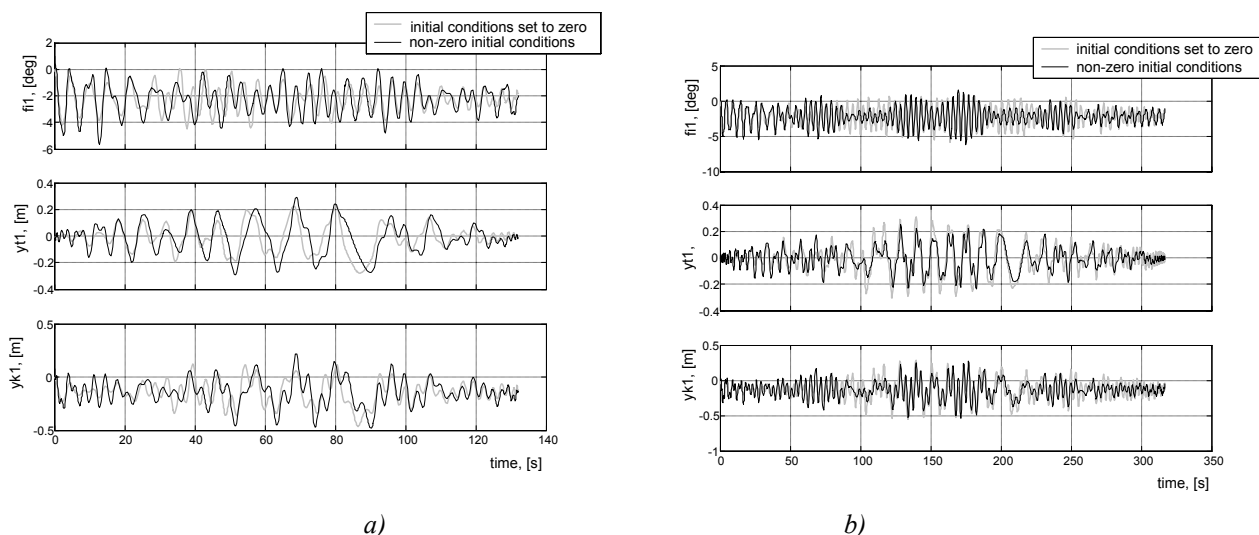 initial conditions set to zero
non-zero initial conditions
2
0
-2
-4
-6
fi1, [deg]
0.4
0.2
0
-0.2
-0.4
yt1, [m]
0.5
0
-0.5
yk1, [m]
0 20 40 60 80 100 120 140
time, [s]
a)
initial conditions set to zero
non-zero initial conditions
5
0
-5
-10
fi1, [deg]
0.4
0.2
0
-0.2
-0.4
yt1,
0.5
0
-0.5
-1
yk1, [m]
0 50 100 150 200 250 300 350
time, [s]
b)